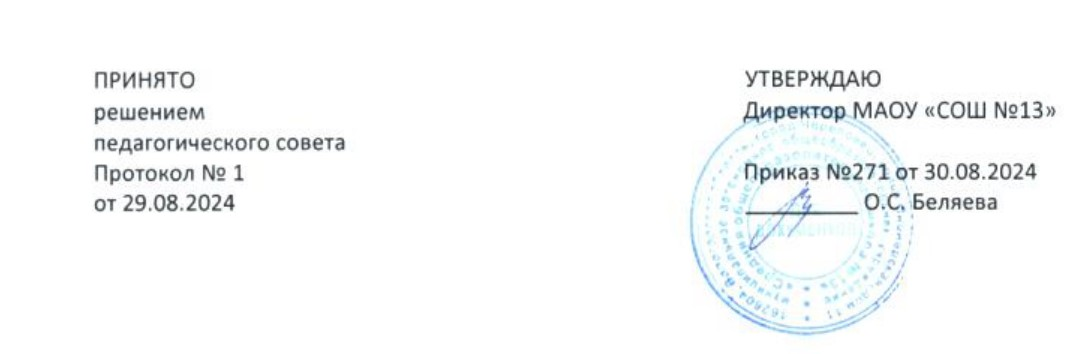 ПРИНЯТО
решением
педагогического совета
Протокол № 1
от 29.08.2024
УТВЕРЖДАЮ
Директор МАОУ «СОШ №13»
Приказ №271 от 30.08.2024
О.С. Беляева